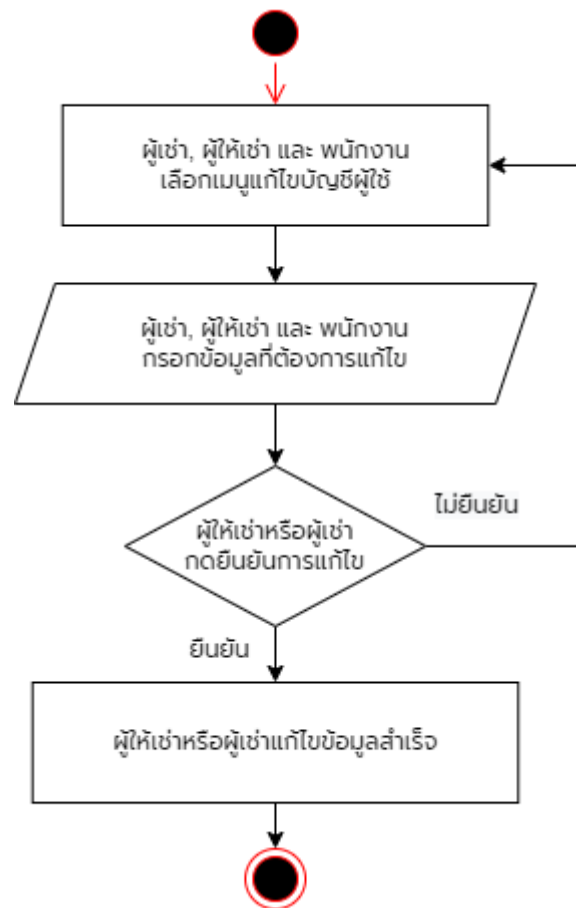 ผู้เช่า, ผู้ให้เช่า และ พนักงาน
เลือกเมนูแก้ไขบัญชีผู้ใช้
ผู้เช่า, ผู้ให้เช่า และ พนักงาน
กรอกข้อมูลที่ต้องการแก้ไข
ไม่ยืนยัน
ผู้ให้เช่าหรือผู้เช่า
กดยืนยันการแก้ไข
ยืนยัน
ผู้ให้เช่าหรือผู้เช่าแก้ไขข้อมูลสำเร็จ